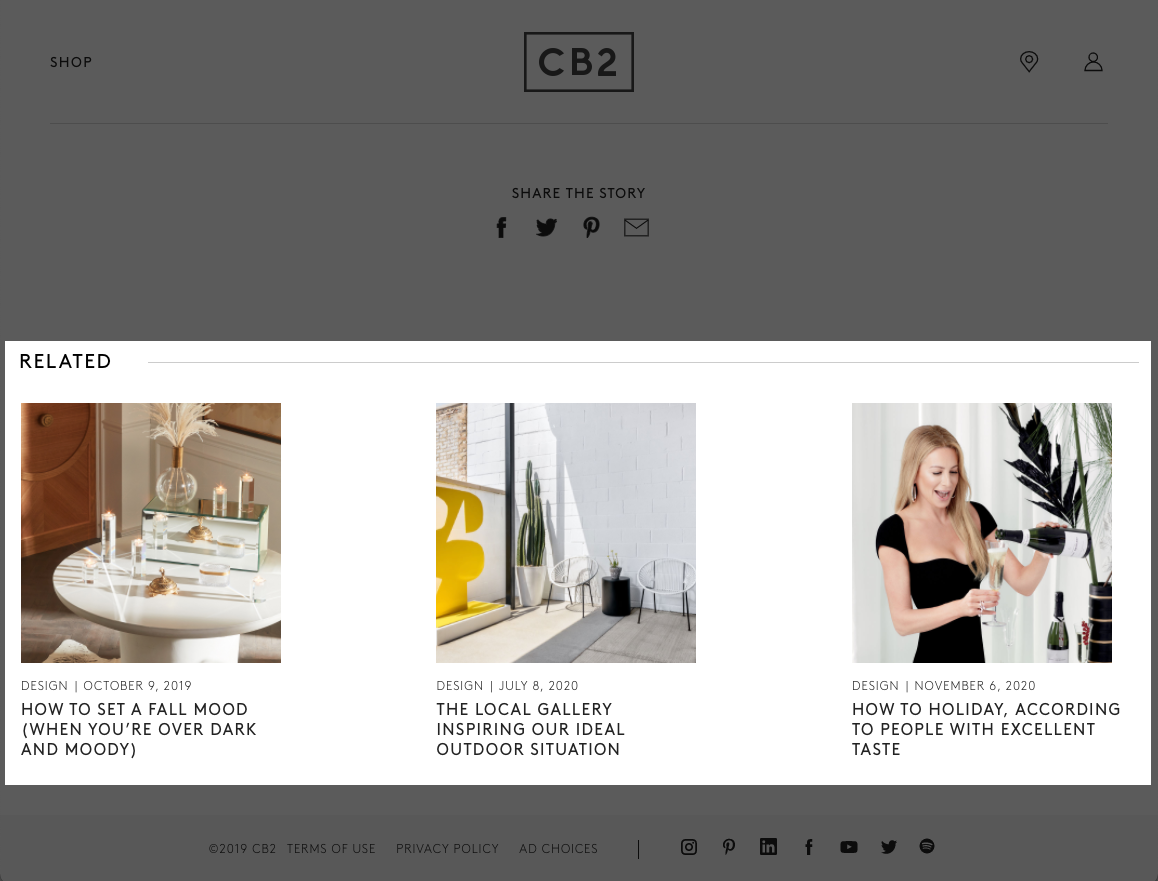 SHOP
CB2
SHARE THE STORY
RELATED
DESIGN | OCTOBER 9, 2019
HOW TO SET A FALL MOOD
(WHEN YOU’RE OVER DARK
AND MOODY)
DESIGN | JULY 8, 2020
THE LOCAL GALLERY
INSPIRING OUR IDEAL
OUTDOOR SITUATION
DESIGN | NOVEMBER 6, 2020
HOW TO HOLIDAY, ACCORDING
TO PEOPLE WITH EXCELLENT
TASTE
©2019 CB2 TERMS OF USE PRIVACY POLICY AD CHOICES